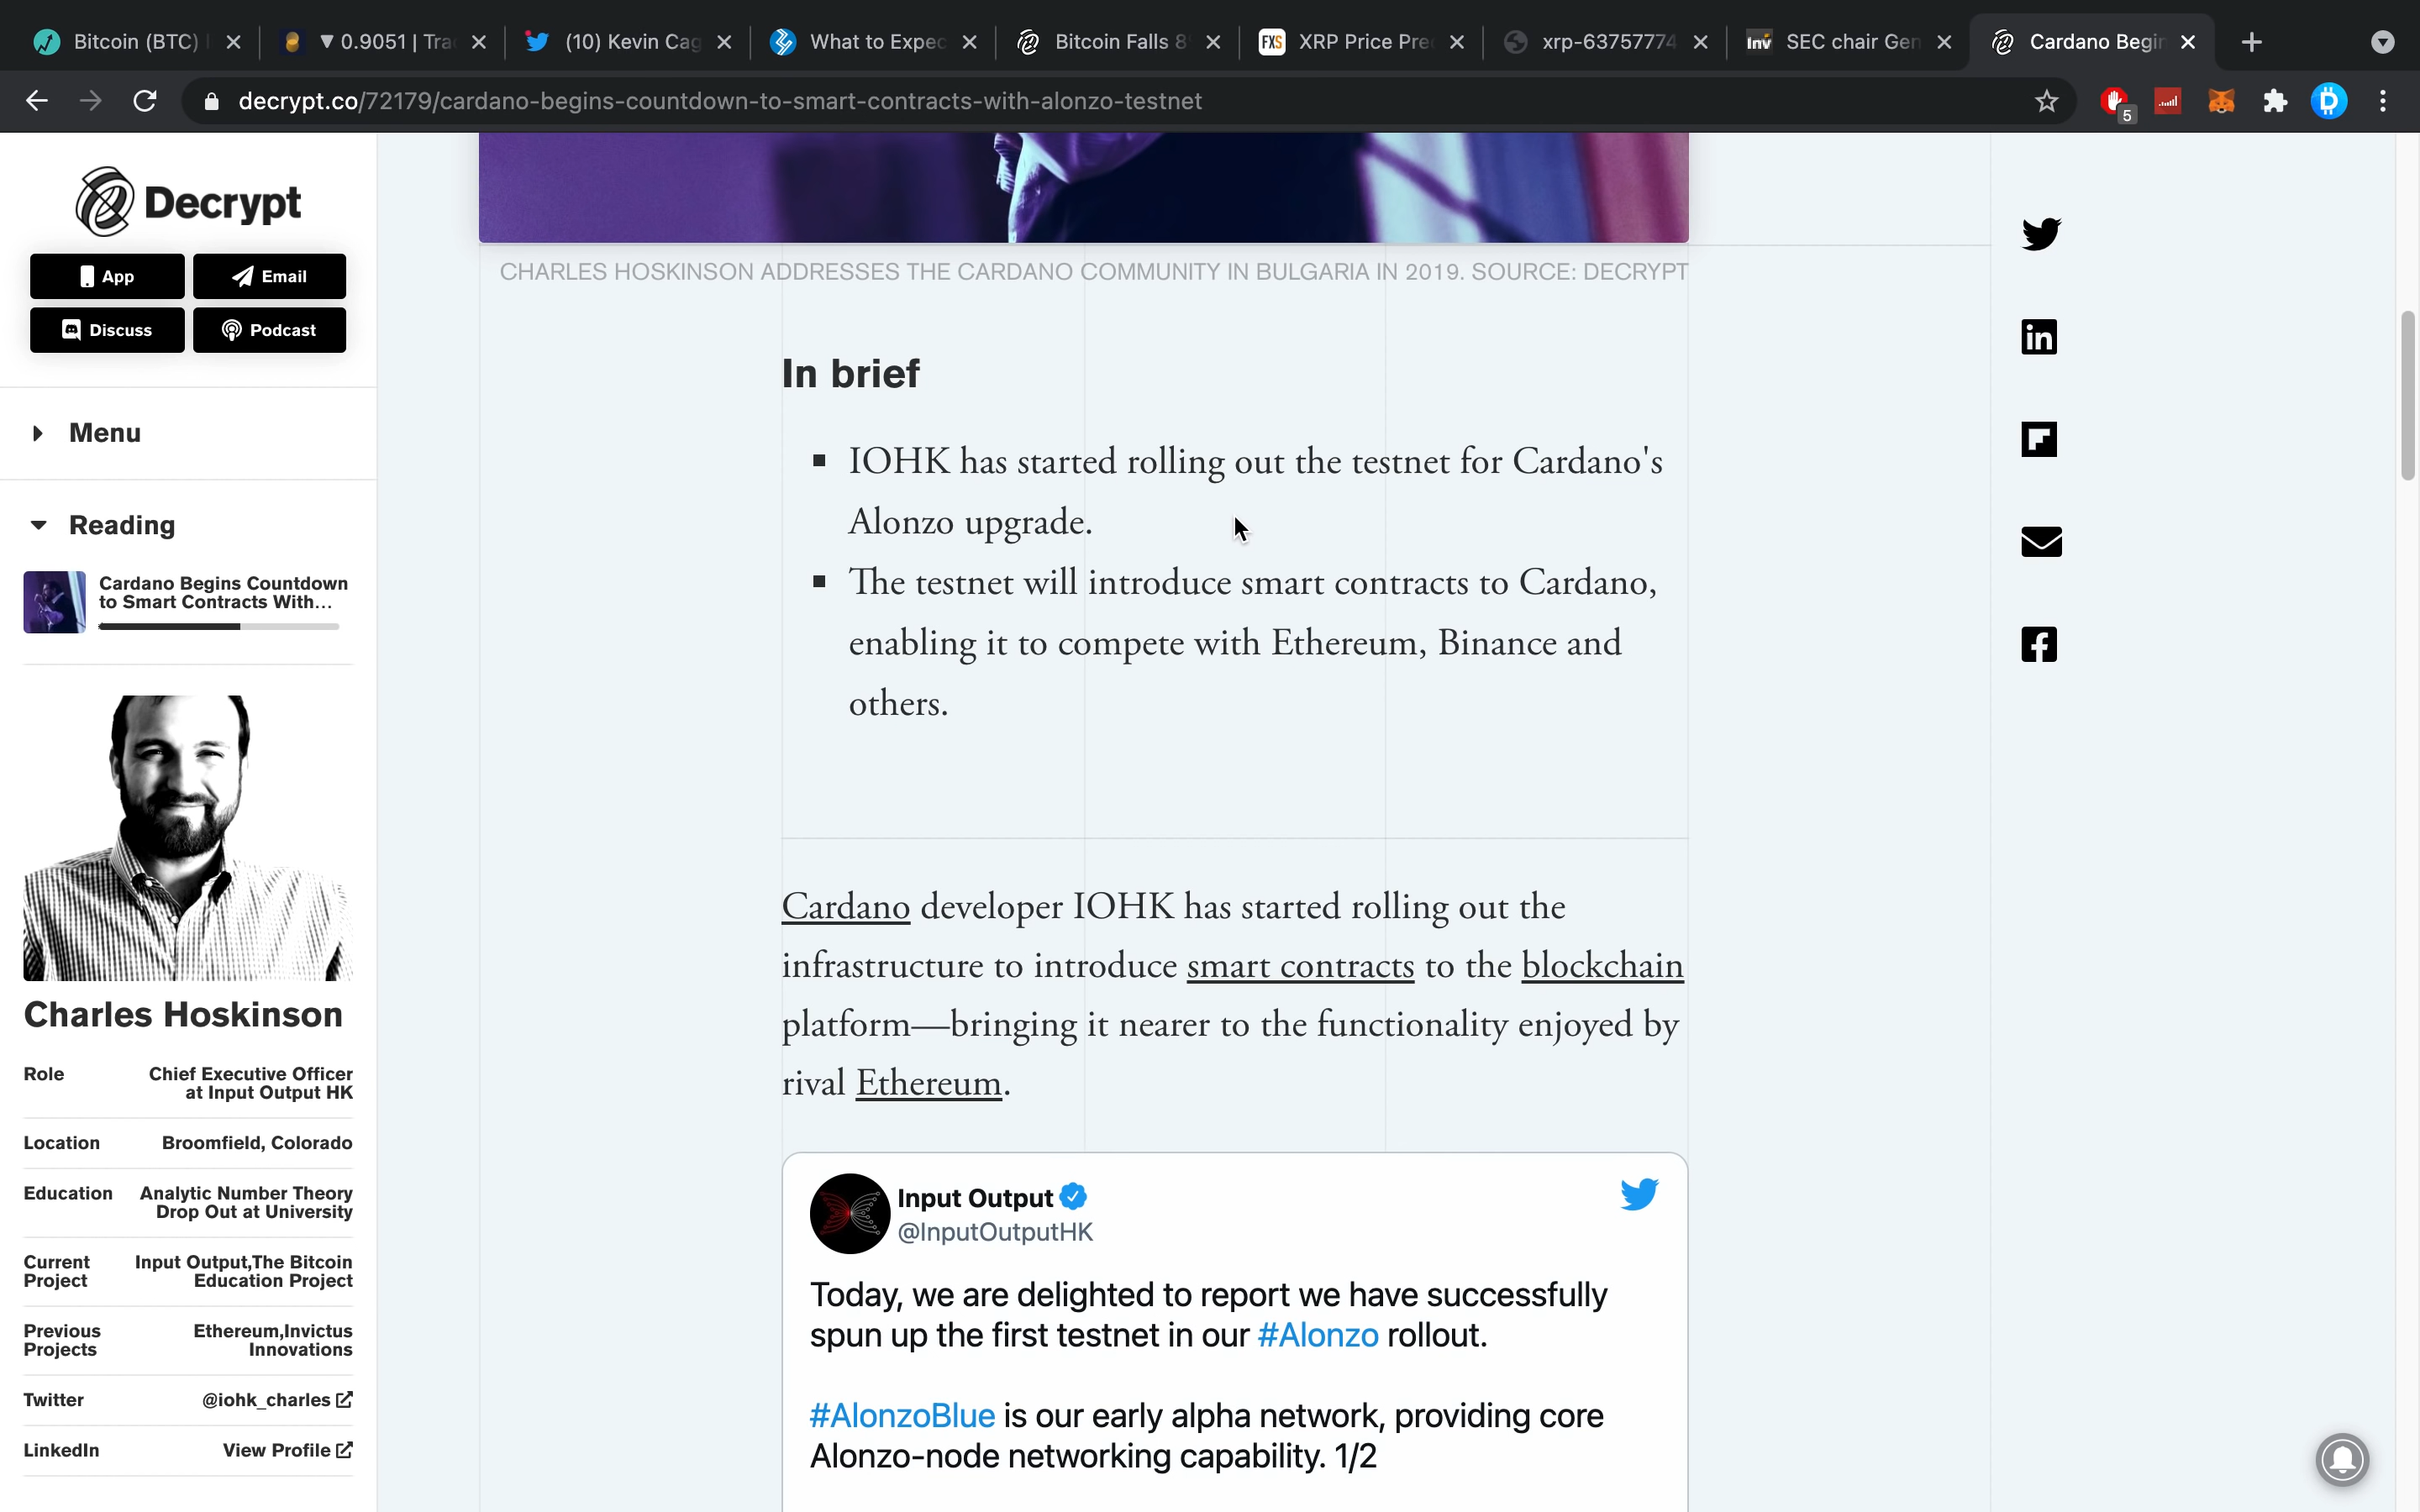 Bitcoin (BTC)
▼ 0.9051 | Tra
(10) Kevin Cag
What to Expec
Bitcoin Falls 8
FXS XRP Price Pre
xrp-63757774
Inv SEC chair Gen
Cardano Begin
decrypt.co/72179/cardano-begins-countdown-to-smart-contracts-with-alonzo-testnet
5
Decrypt
App
Email
Discuss
Podcast
Menu
Reading
Cardano Begins Countdown
to Smart Contracts With...
Charles Hoskinson
Role Chief Executive Officer
at Input Output HK
Location Broomfield, Colorado
Education Analytic Number Theory
Drop Out at University
Current Input Output,The Bitcoin
Project Education Project
Previous Ethereum,Invictus
Projects Innovations
Twitter @iohk_charles
LinkedIn View Profile
CHARLES HOSKINSON ADDRESSES THE CARDANO COMMUNITY IN BULGARIA IN 2019. SOURCE: DECRYPT
In brief
▪ IOHK has started rolling out the testnet for Cardano's
Alonzo upgrade.
▪ The testnet will introduce smart contracts to Cardano,
enabling it to compete with Ethereum, Binance and
others.
Cardano developer IOHK has started rolling out the
infrastructure to introduce smart contracts to the blockchain
platform—bringing it nearer to the functionality enjoyed by
rival Ethereum.
Input Output
@InputOutputHK
Today, we are delighted to report we have successfully
spun up the first testnet in our #Alonzo rollout.
#AlonzoBlue is our early alpha network, providing core
Alonzo-node networking capability. 1/2